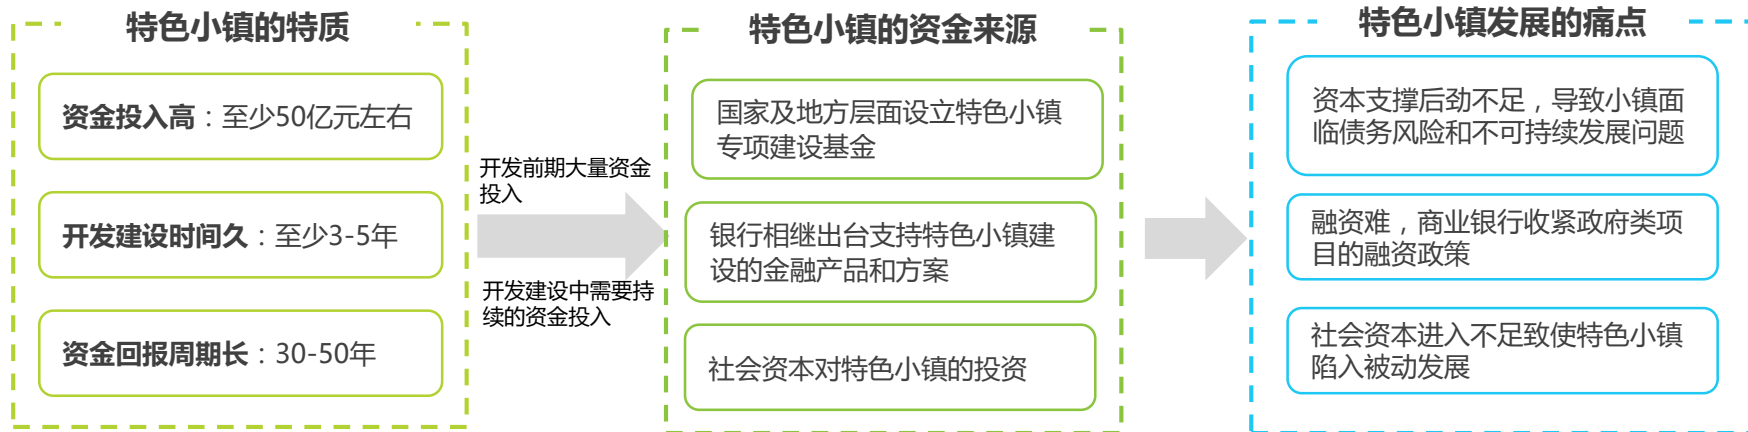 特色小镇的特质
资金投入高：至少50亿元左右
开发建设时间久：至少3-5年
资金回报周期长：30-50年
开发前期大量资金
投入
开发建设中需要持
续的资金投入
特色小镇的资金来源
国家及地方层面设立特色小镇
专项建设基金
银行相继出台支持特色小镇建
设的金融产品和方案
社会资本对特色小镇的投资
特色小镇发展的痛点
资本支撑后劲不足，导致小镇面
临债务风险和不可持续发展问题
融资难，商业银行收紧政府类项
目的融资政策
社会资本进入不足致使特色小镇
陷入被动发展